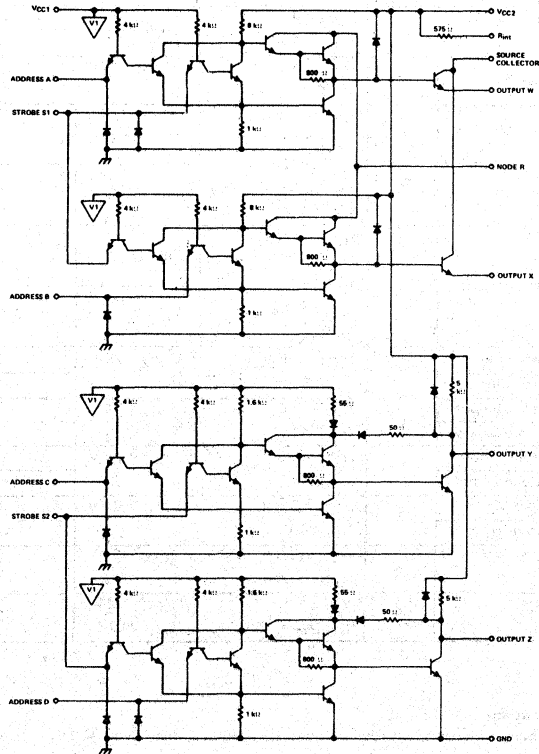 VCC1
V1
4 kΩ
4 kΩ
8 kΩ
VCC2
575 Ω
Rint
SOURCE COLLECTOR
ADDRESS A
800 Ω
OUTPUT W
STROBE S1
1 kΩ
NODE R
V1
4 kΩ
4 kΩ
8 kΩ
800 Ω
OUTPUT X
ADDRESS B
1 kΩ
V1
4 kΩ
4 kΩ
1.6 kΩ
55 Ω
5 kΩ
50 Ω
OUTPUT Y
ADDRESS C
800 Ω
STROBE S2
1 kΩ
V1
4 kΩ
4 kΩ
1.6 kΩ
55 Ω
50 Ω
5 kΩ
OUTPUT Z
800 Ω
ADDRESS D
1 kΩ
GND